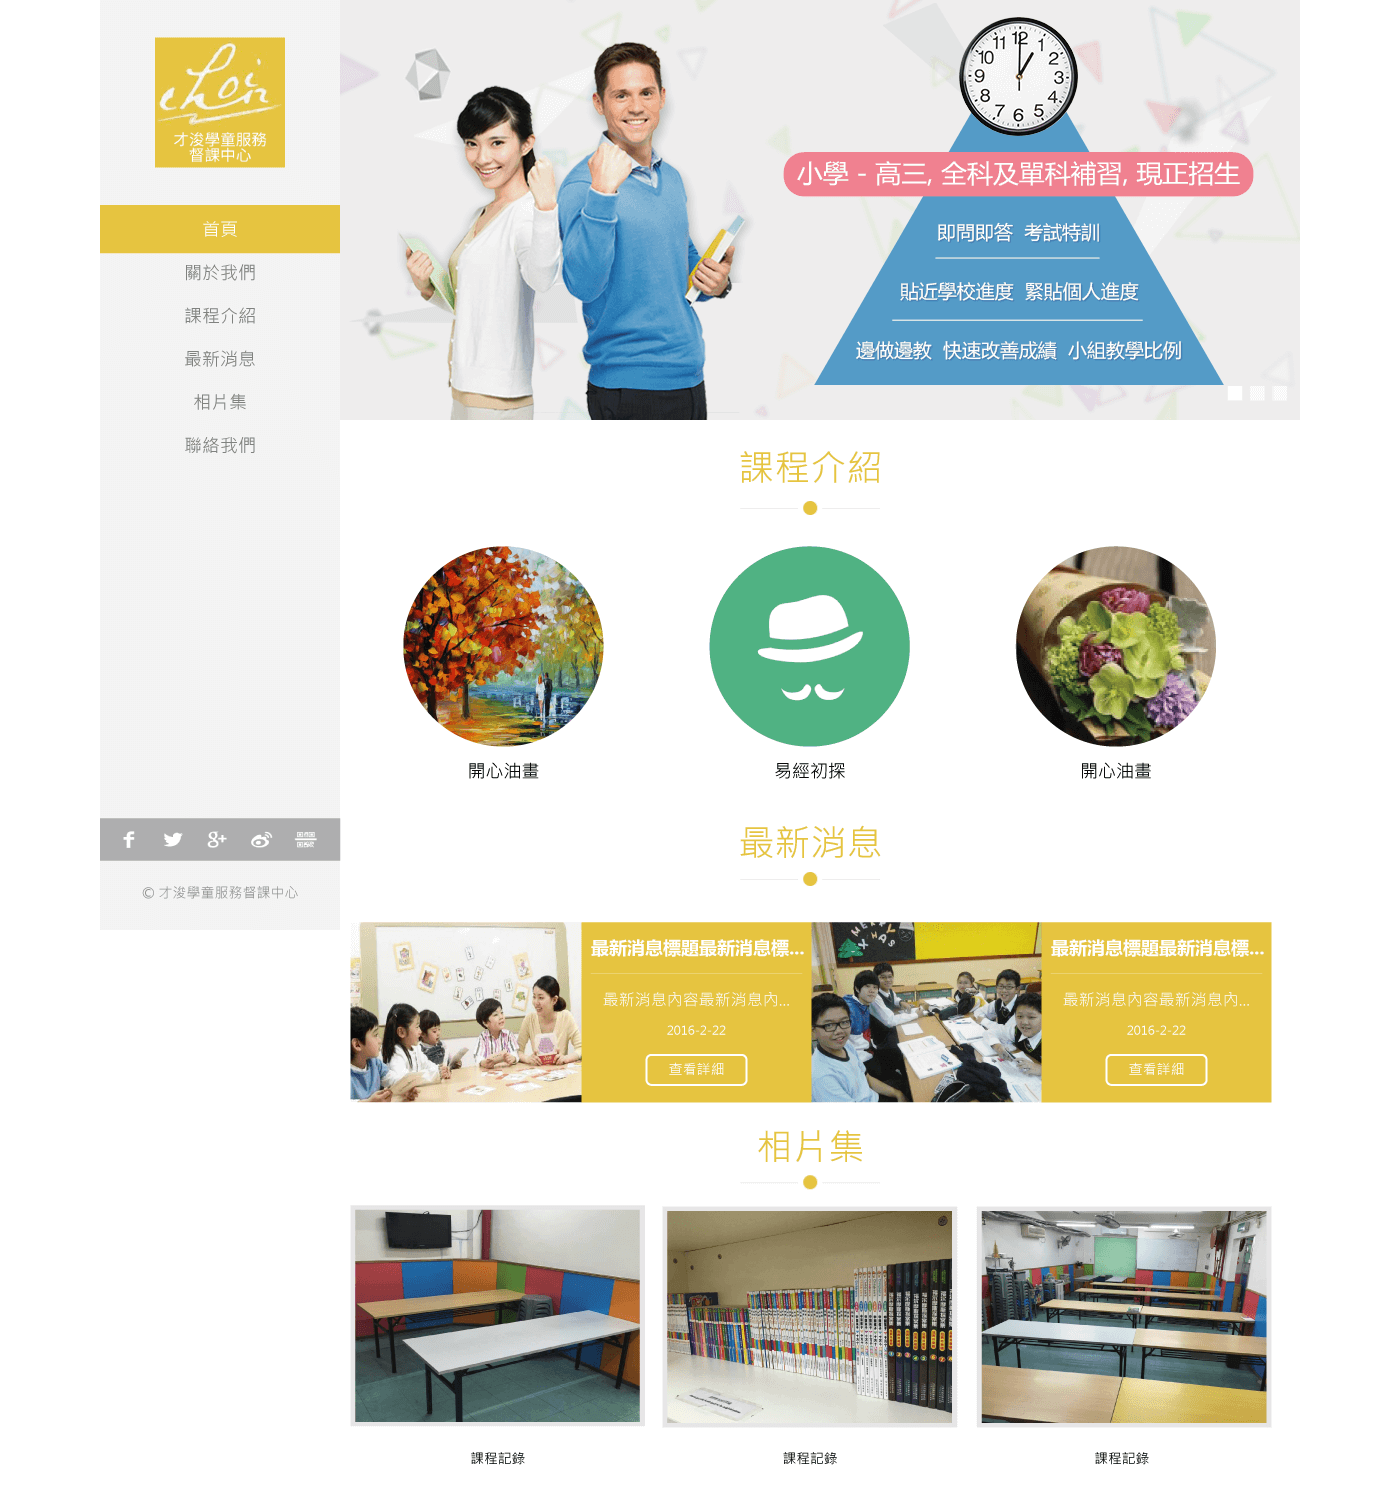 choin
才浚學童服務
督課中心
首頁
關於我們
課程介紹
最新消息
相片集
聯絡我們
© 才浚學童服務督課中心
12
11
1
10
2
9
3
8
4
7
5
6
小學 - 高三, 全科及單科補習, 現正招生
即問即答 考試特訓
貼近學校進度 緊貼個人進度
邊做邊教 快速改善成績 小組教學比例
課程介紹
開心油畫
易經初探
開心油畫
最新消息
最新消息標題最新消息標...
最新消息內容最新消息內...
2016-2-22
查看詳細
MERRY
XMAS
最新消息標題最新消息標...
最新消息內容最新消息內...
2016-2-22
查看詳細
相片集
課程記錄
課程記錄
課程記錄